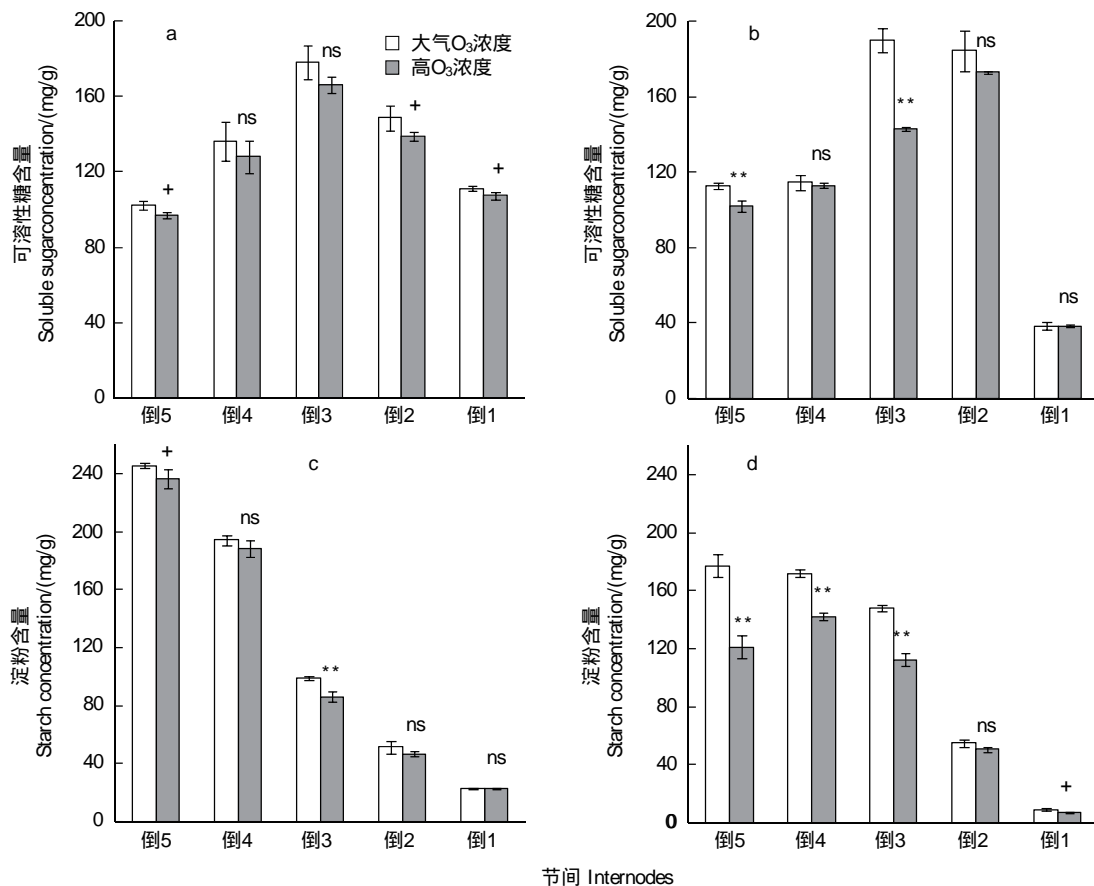 a
大气O₃浓度
高O₃浓度
可溶性糖含量
Soluble sugarconcentration/(mg/g)
200
160
120
80
40
0
+
ns
ns
+
+
倒5 倒4 倒3 倒2 倒1
b
可溶性糖含量
Soluble sugarconcentration/(mg/g)
200
160
120
80
40
0
**
ns
**
ns
ns
倒5 倒4 倒3 倒2 倒1
c
淀粉含量
Starch concentration/(mg/g)
240
200
160
120
80
40
0
+
ns
**
ns
ns
倒5 倒4 倒3 倒2 倒1
d
淀粉含量
Starch concentration/(mg/g)
240
200
160
120
80
40
0
**
**
**
ns
+
倒5 倒4 倒3 倒2 倒1
节间 Internodes